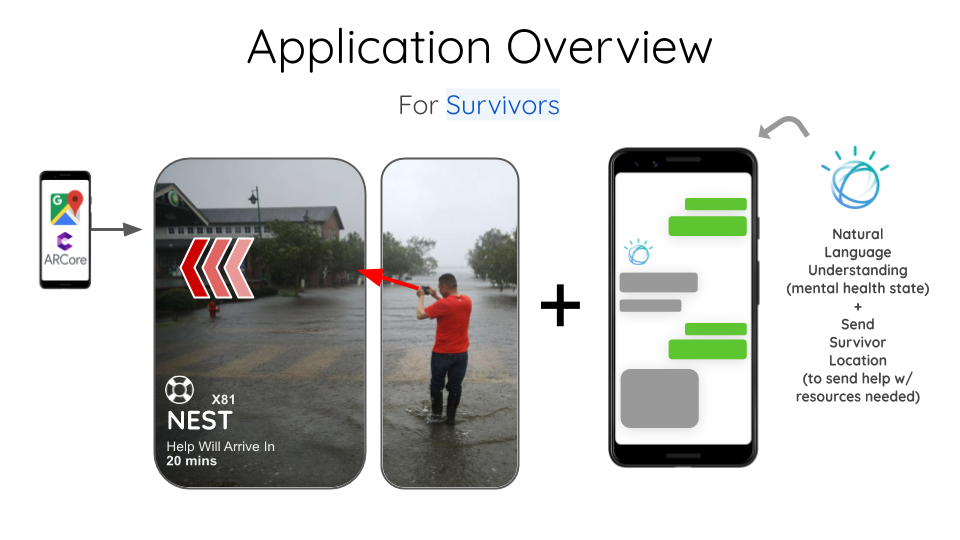 Application Overview
For Survivors
G
ARCore
X81
NEST
Help Will Arrive In
20 mins
+
Natural
Language
Understanding
(mental health state)
+
Send
Survivor
Location
(to send help w/
resources needed)